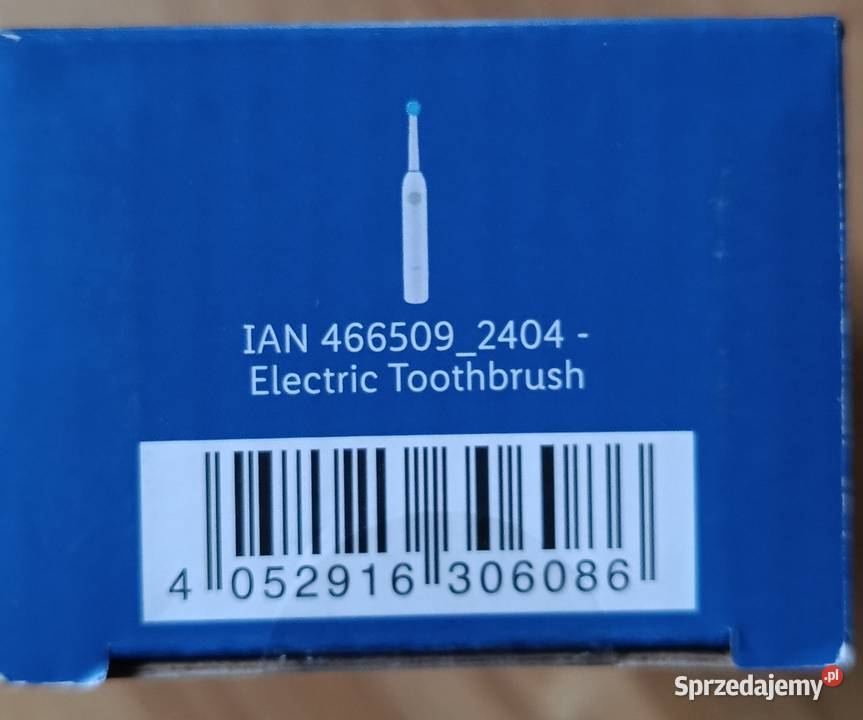 IAN 466509_2404 -
Electric Toothbrush
4 052916 306086
Sprzedajemy.pl